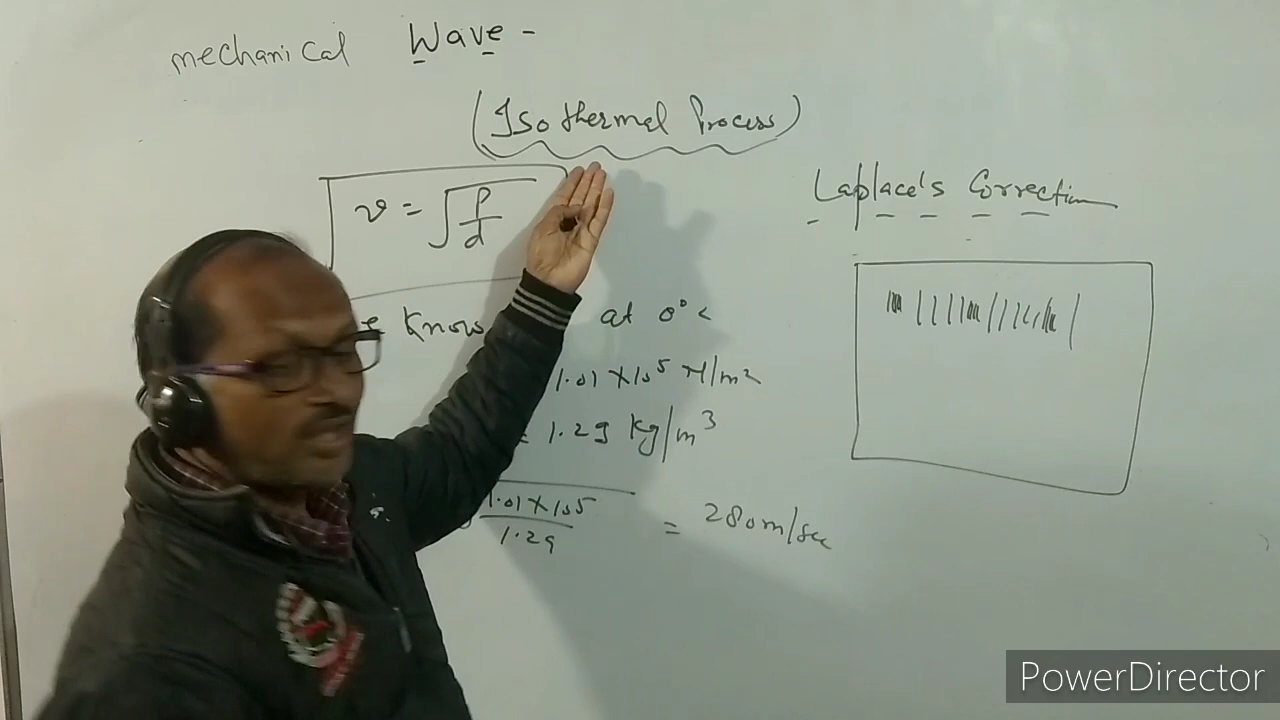 mechanical Wave -
(Isothermal Process)
v = √P/d
Laplace's Correction
Know at 0°c
1.01 × 10⁵ N/m²
= 1.29 kg/m³
1.01 × 10⁵ / 1.29 = 280 m/sec
PowerDirector